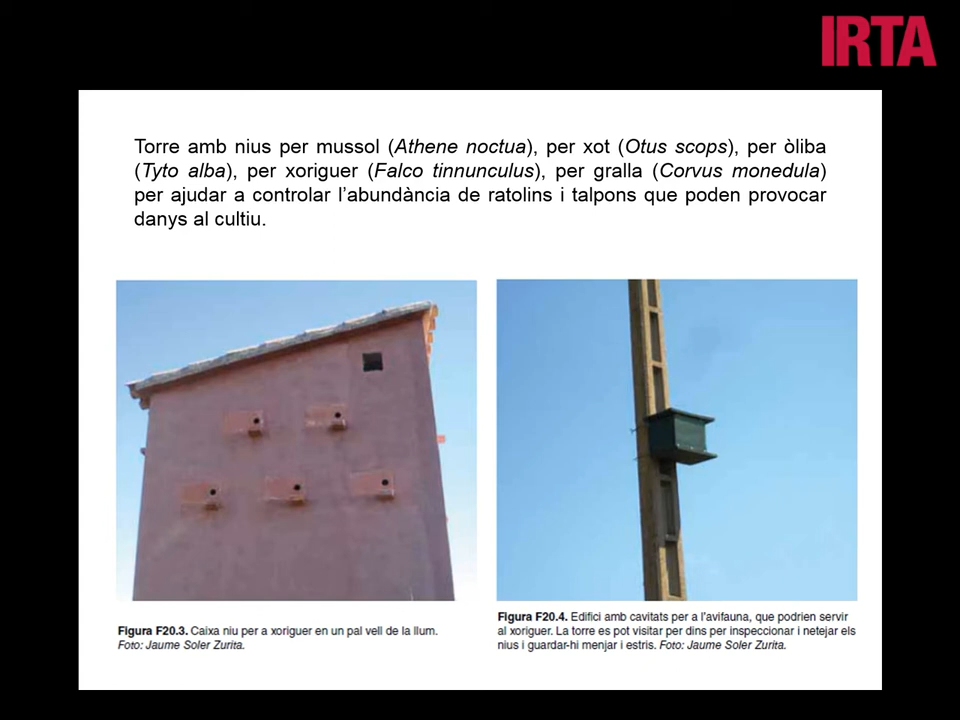 IRTA
Torre amb nius per mussol (Athene noctua), per xot (Otus scops), per òliba
(Tyto alba), per xoriguer (Falco tinnunculus), per gralla (Corvus monedula)
per ajudar a controlar l’abundància de ratolins i talpons que poden provocar
danys al cultiu.
Figura F20.3. Caixa niu per a xoriguer en un pal vell de la llum.
Foto: Jaume Soler Zurita.
Figura F20.4. Edifici amb cavitats per a l’avifauna, que podrien servir
al xoriguer. La torre es pot visitar per dins per inspeccionar i netejar els
nius i guardar-hi menjar i estris. Foto: Jaume Soler Zurita.